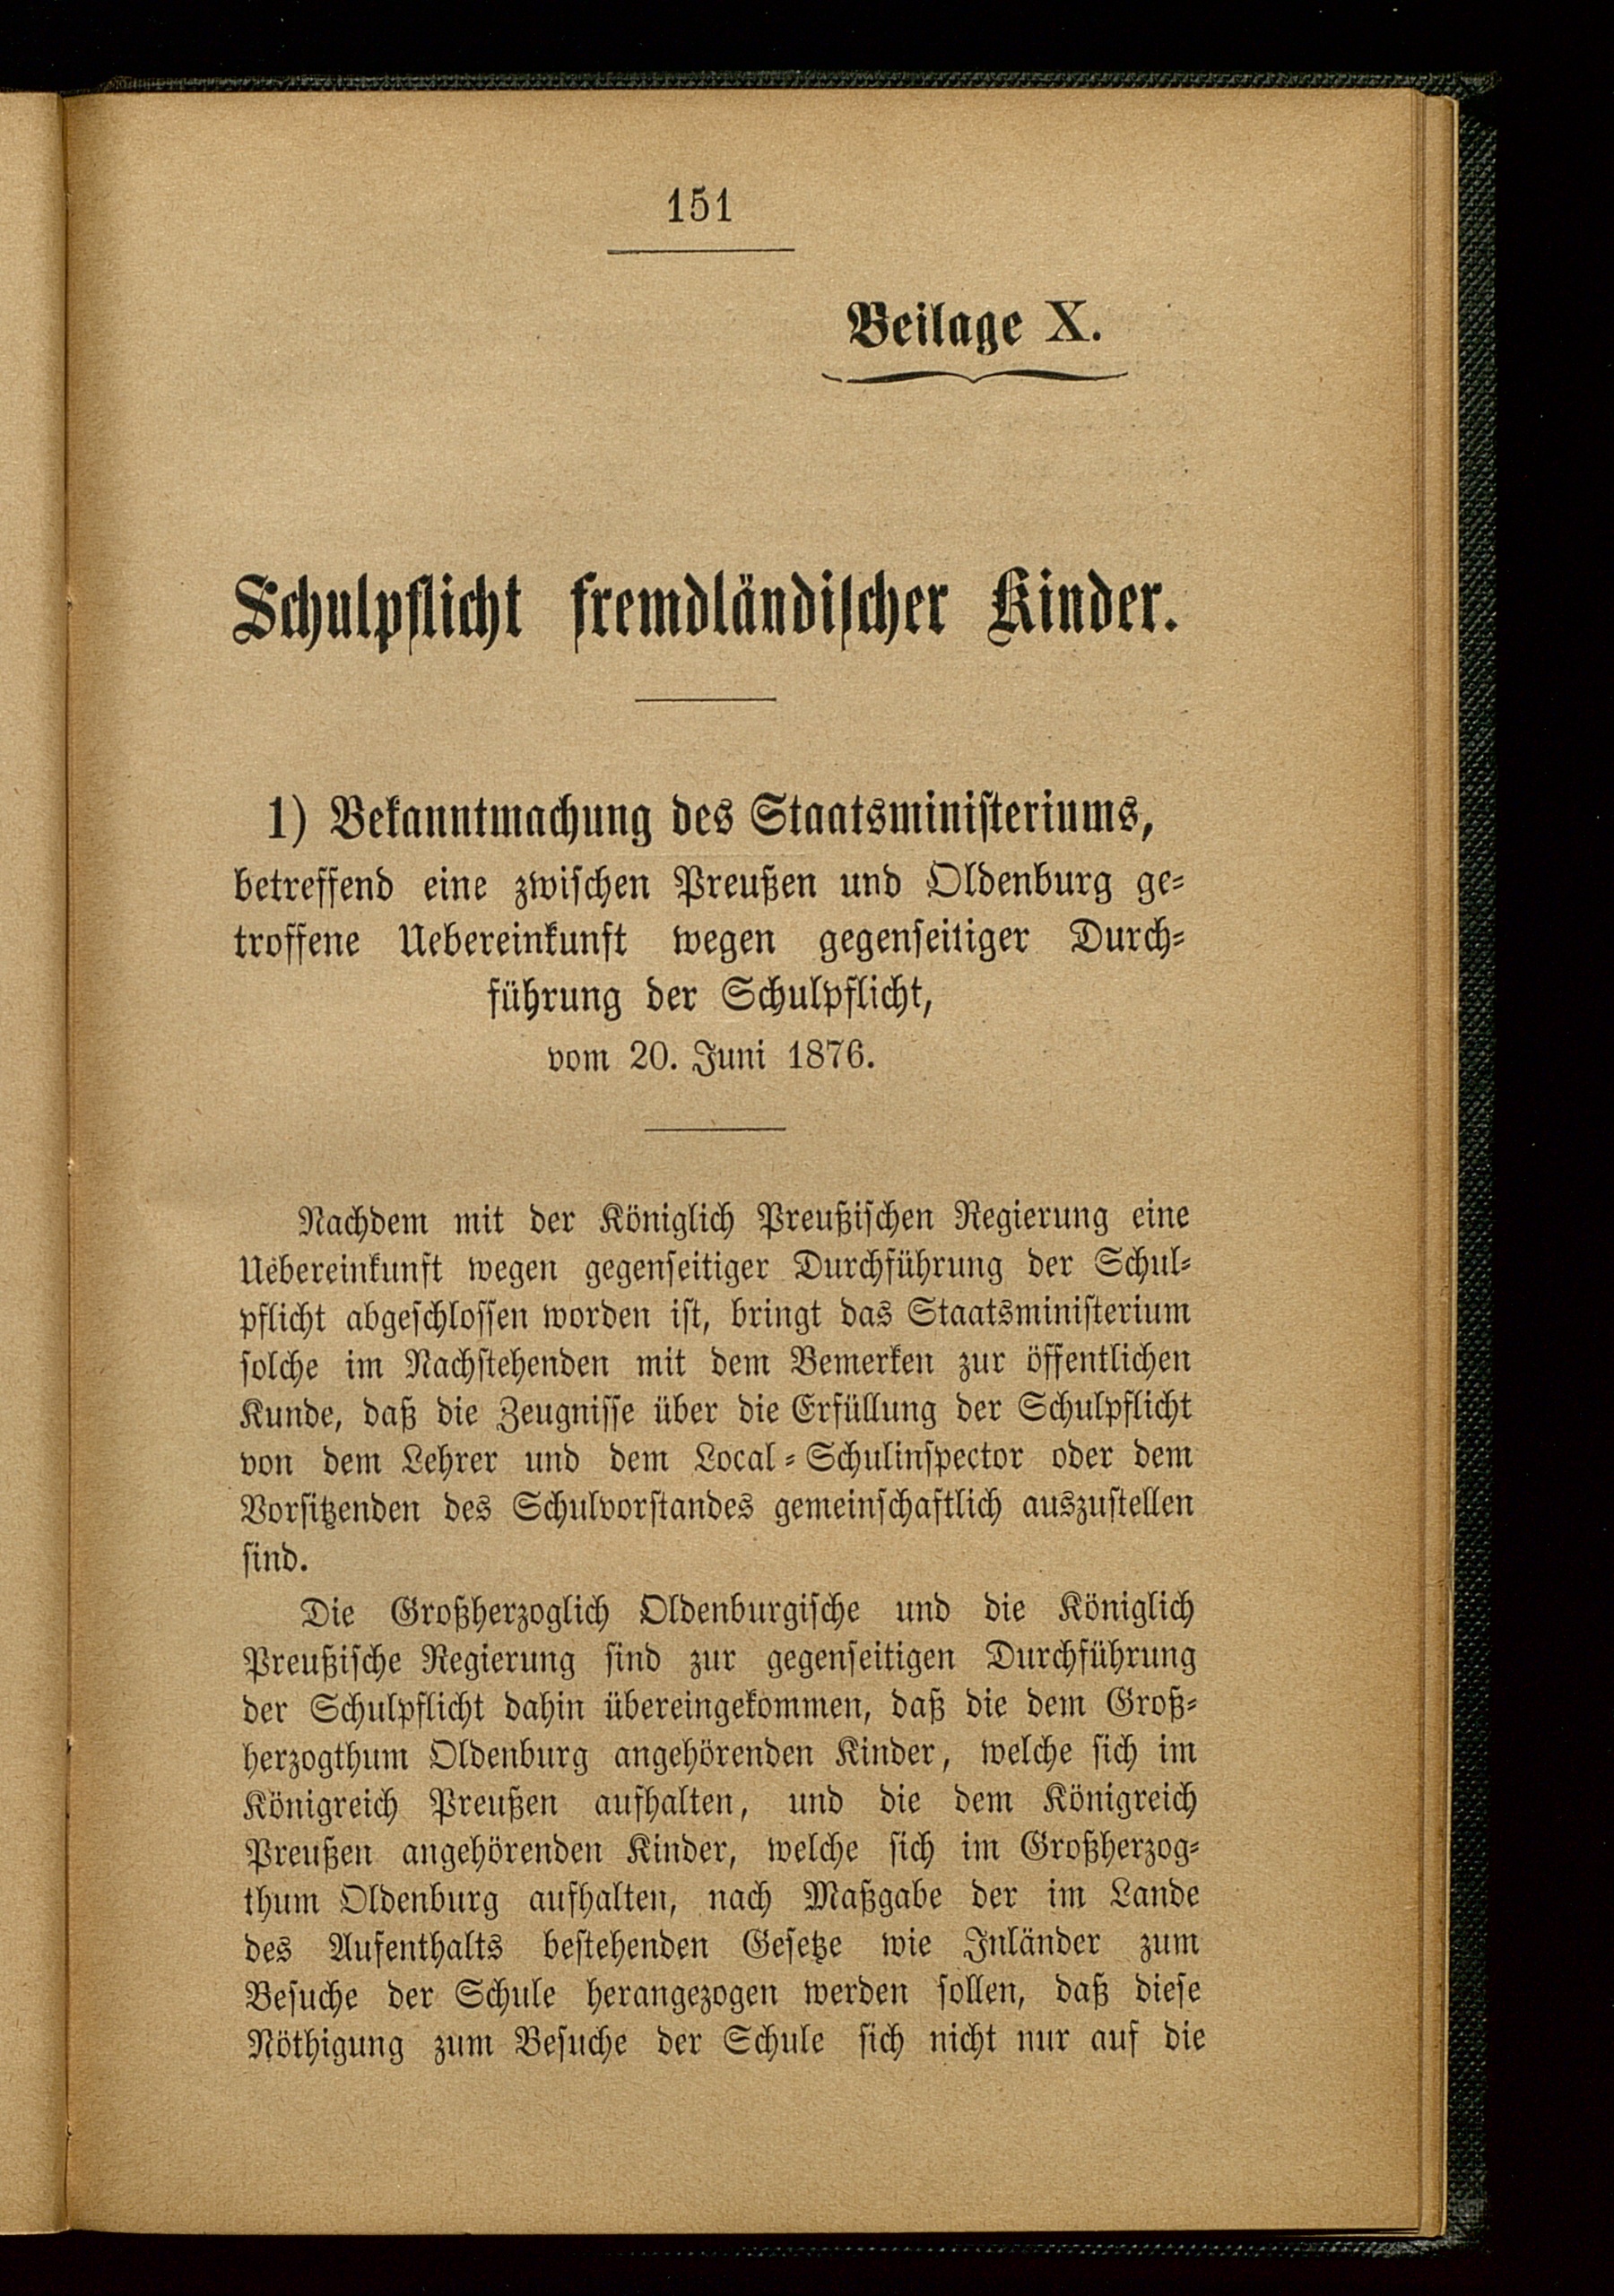 151
Beilage X.
Schulpflicht fremdländischer Kinder.
1) Bekanntmachung des Staatsministeriums,
betreffend eine zwischen Preußen und Oldenburg ge-
troffene Uebereinkunft wegen gegenseitiger Durch-
führung der Schulpflicht,
vom 20. Juni 1876.
Nachdem mit der Königlich Preußischen Regierung eine
Uebereinkunft wegen gegenseitiger Durchführung der Schul-
pflicht abgeschlossen worden ist, bringt das Staatsministerium
solche im Nachstehenden mit dem Bemerken zur öffentlichen
Kunde, daß die Zeugnisse über die Erfüllung der Schulpflicht
von dem Lehrer und dem Local-Schulinspector oder dem
Vorsitzenden des Schulvorstandes gemeinschaftlich auszustellen
sind.
Die Großherzoglich Oldenburgische und die Königlich
Preußische Regierung sind zur gegenseitigen Durchführung
der Schulpflicht dahin übereingekommen, daß die dem Groß-
herzogthum Oldenburg angehörenden Kinder, welche sich im
Königreich Preußen aufhalten, und die dem Königreich
Preußen angehörenden Kinder, welche sich im Großherzog-
thum Oldenburg aufhalten, nach Maßgabe der im Lande
des Aufenthalts bestehenden Gesetze wie Inländer zum
Besuche der Schule herangezogen werden sollen, daß diese
Nöthigung zum Besuche der Schule sich nicht nur auf die